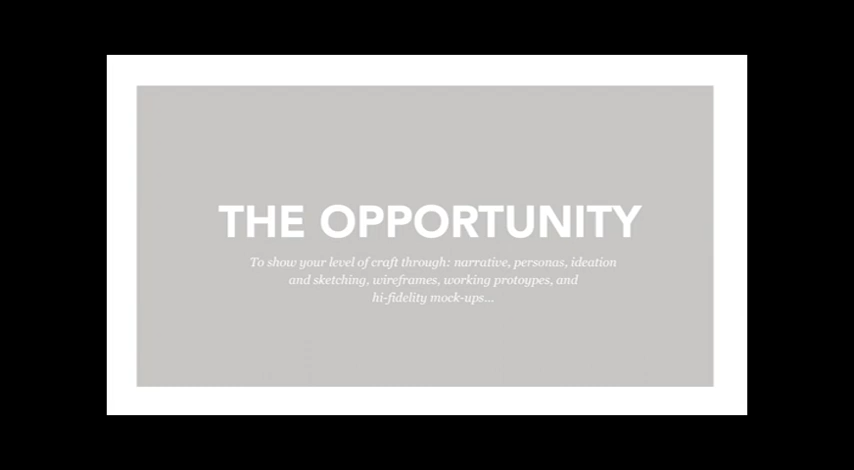 THE OPPORTUNITY
To show your level of craft through: narrative, personas, ideation
and sketching, wireframes, working protoypes, and
hi-fidelity mock-ups...